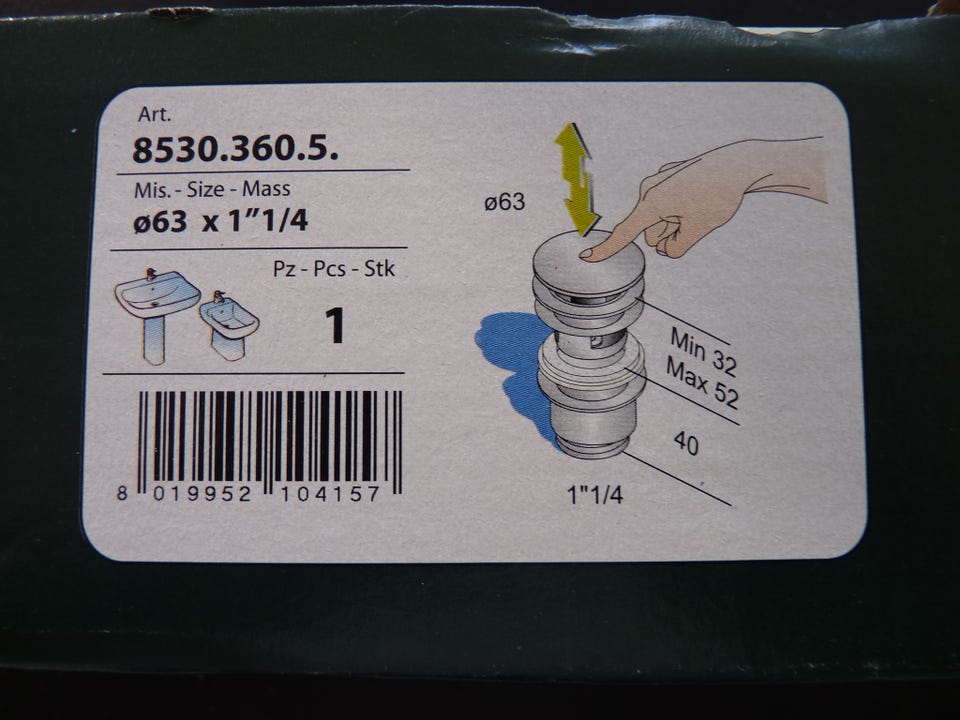 Art.
8530.360.5.
Mis. - Size - Mass
ø63 x 1"1/4
Pz - Pcs - Stk
1
8 019952 104157
ø63
Min 32
Max 52
40
1"1/4